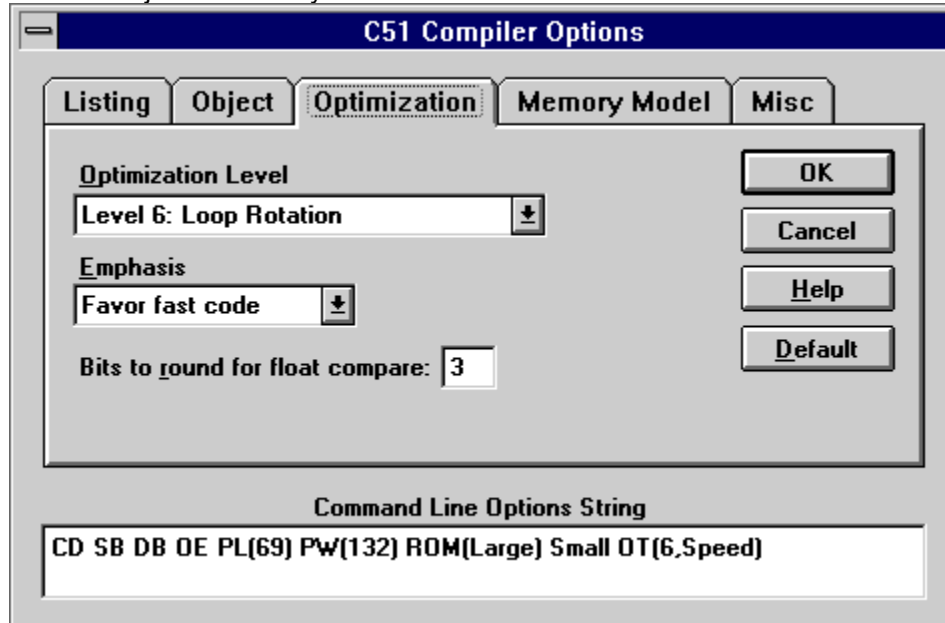 C51 Compiler Options
Listing Object Optimization Memory Model Misc
Optimization Level
Level 6: Loop Rotation
Emphasis
Favor fast code
Bits to round for float compare: 3
OK
Cancel
Help
Default
Command Line Options String
CD SB DB OE PL(69) PW(132) ROM(Large) Small OT(6,Speed)